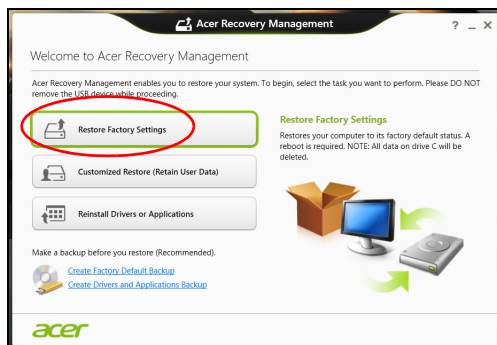 Acer Recovery Management
? _ X
Welcome to Acer Recovery Management
Acer Recovery Management enables you to restore your system. To begin, select the task you want to perform. Please DO NOT
remove the USB device while proceeding.
Restore Factory Settings
Customized Restore (Retain User Data)
Reinstall Drivers or Applications
Restore Factory Settings
Restores your computer to its factory default status. A
reboot is required. NOTE: All data on drive C will be
deleted.
Make a backup before you restore (Recommended).
Create Factory Default Backup
Create Drivers and Applications Backup
acer